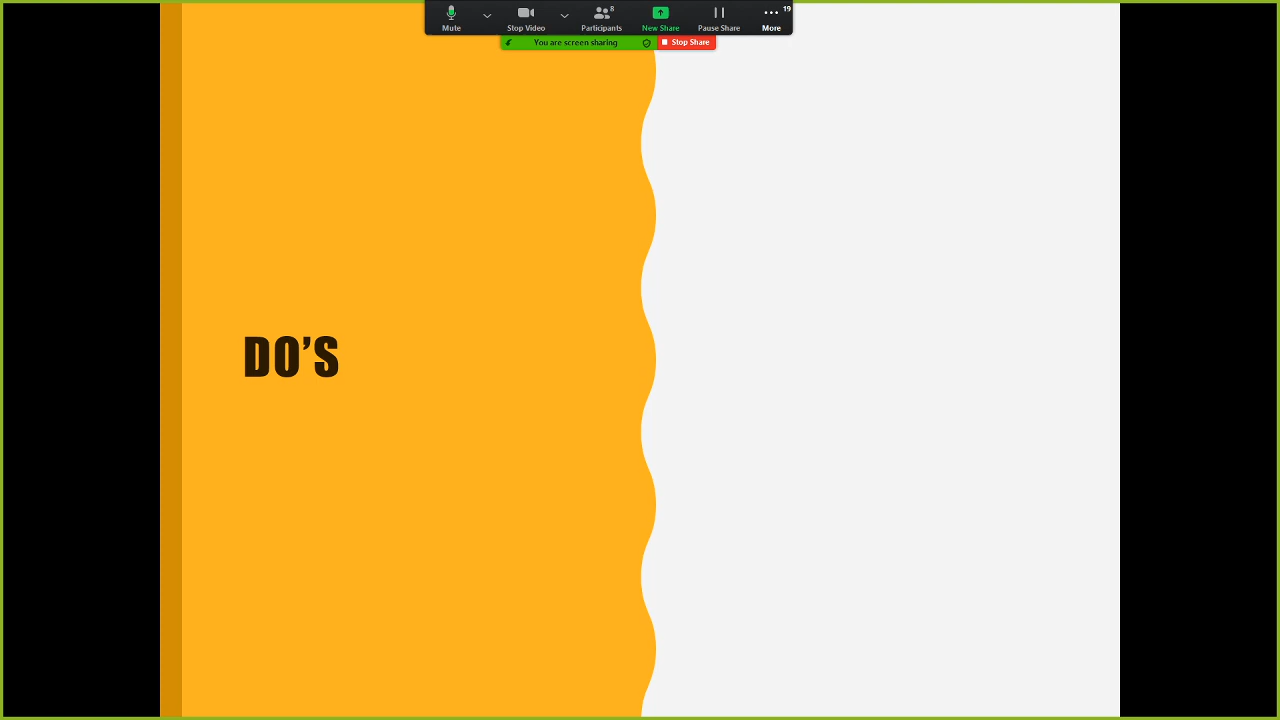 Mute
Stop Video
Participants
8
New Share
Pause Share
More
19
You are screen sharing
Stop Share
DO’S